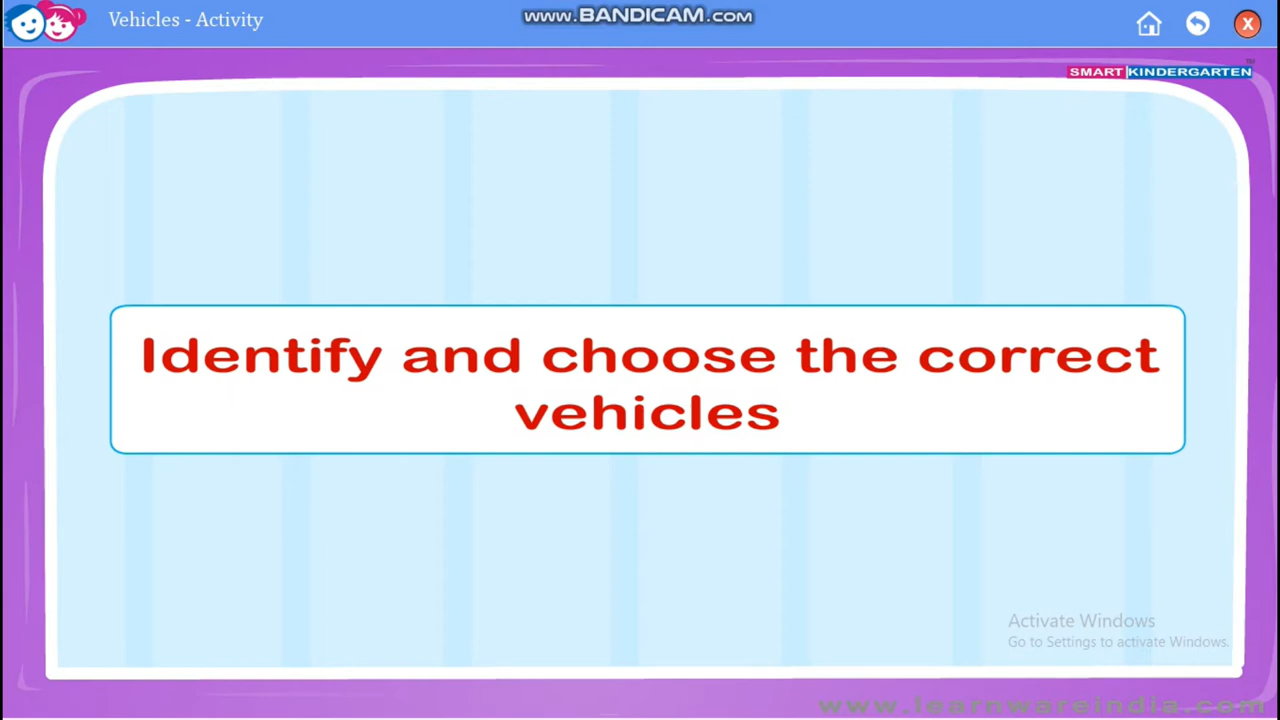 Vehicles - Activity
WWW.BANDICAM.COM
X
SMART KINDERGARTEN TM
Identify and choose the correct
vehicles
Activate Windows
Go to Settings to activate Windows.
www.learnwareindia.com